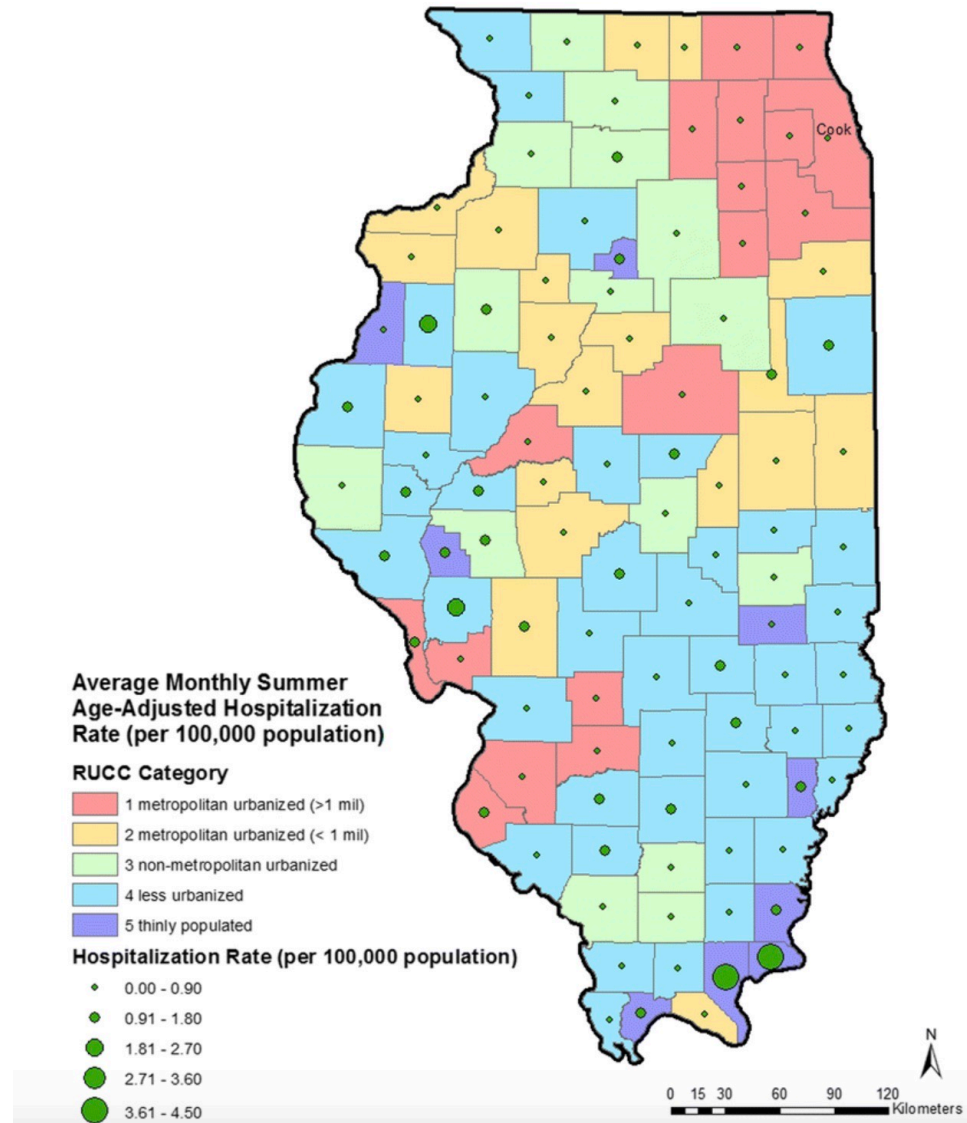 Cook
Average Monthly Summer
Age-Adjusted Hospitalization
Rate (per 100,000 population)
RUCC Category
1 metropolitan urbanized (>1 mil)
2 metropolitan urbanized (< 1 mil)
3 non-metropolitan urbanized
4 less urbanized
5 thinly populated
Hospitalization Rate (per 100,000 population)
0.00 - 0.90
0.91 - 1.80
1.81 - 2.70
2.71 - 3.60
3.61 - 4.50
N
0 15 30 60 90 120
Kilometers